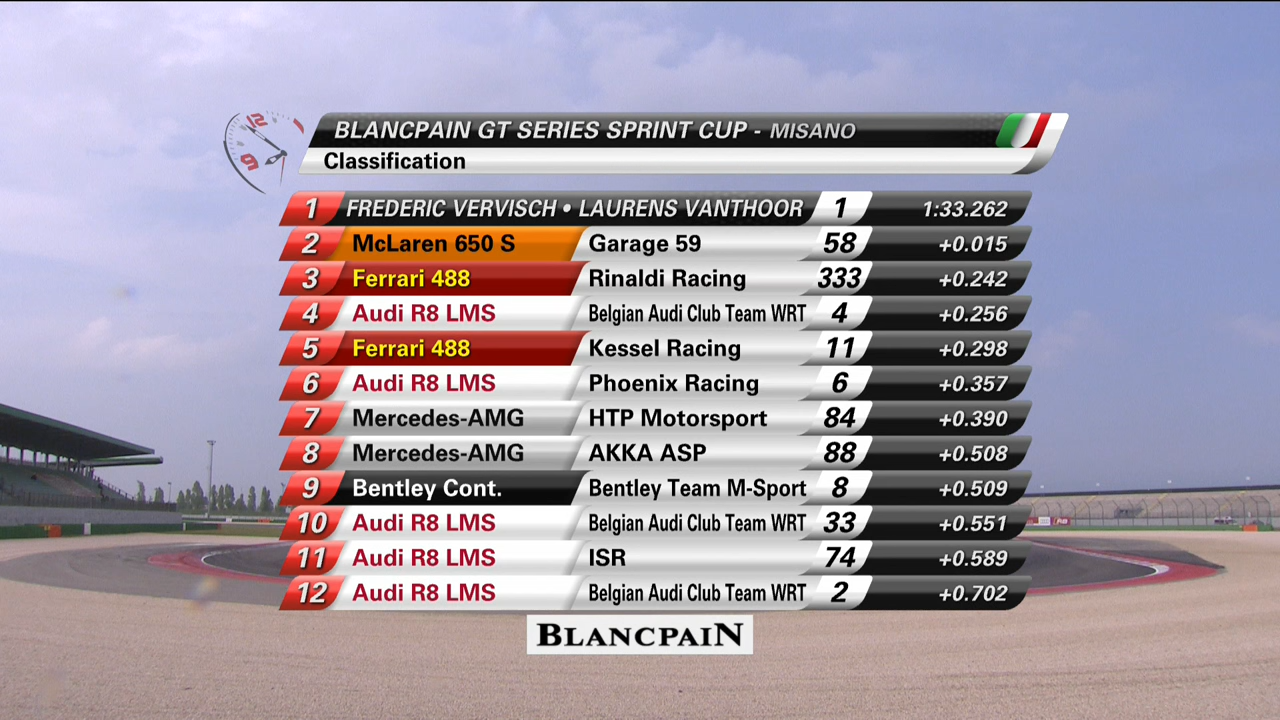 BLANCPAIN GT SERIES SPRINT CUP - MISANO
Classification
1 FREDERIC VERVISCH • LAURENS VANTHOOR 1 1:33.262
2 McLaren 650 S Garage 59 58 +0.015
3 Ferrari 488 Rinaldi Racing 333 +0.242
4 Audi R8 LMS Belgian Audi Club Team WRT 4 +0.256
5 Ferrari 488 Kessel Racing 11 +0.298
6 Audi R8 LMS Phoenix Racing 6 +0.357
7 Mercedes-AMG HTP Motorsport 84 +0.390
8 Mercedes-AMG AKKA ASP 88 +0.508
9 Bentley Cont. Bentley Team M-Sport 8 +0.509
10 Audi R8 LMS Belgian Audi Club Team WRT 33 +0.551
11 Audi R8 LMS ISR 74 +0.589
12 Audi R8 LMS Belgian Audi Club Team WRT 2 +0.702
BLANCPAIN